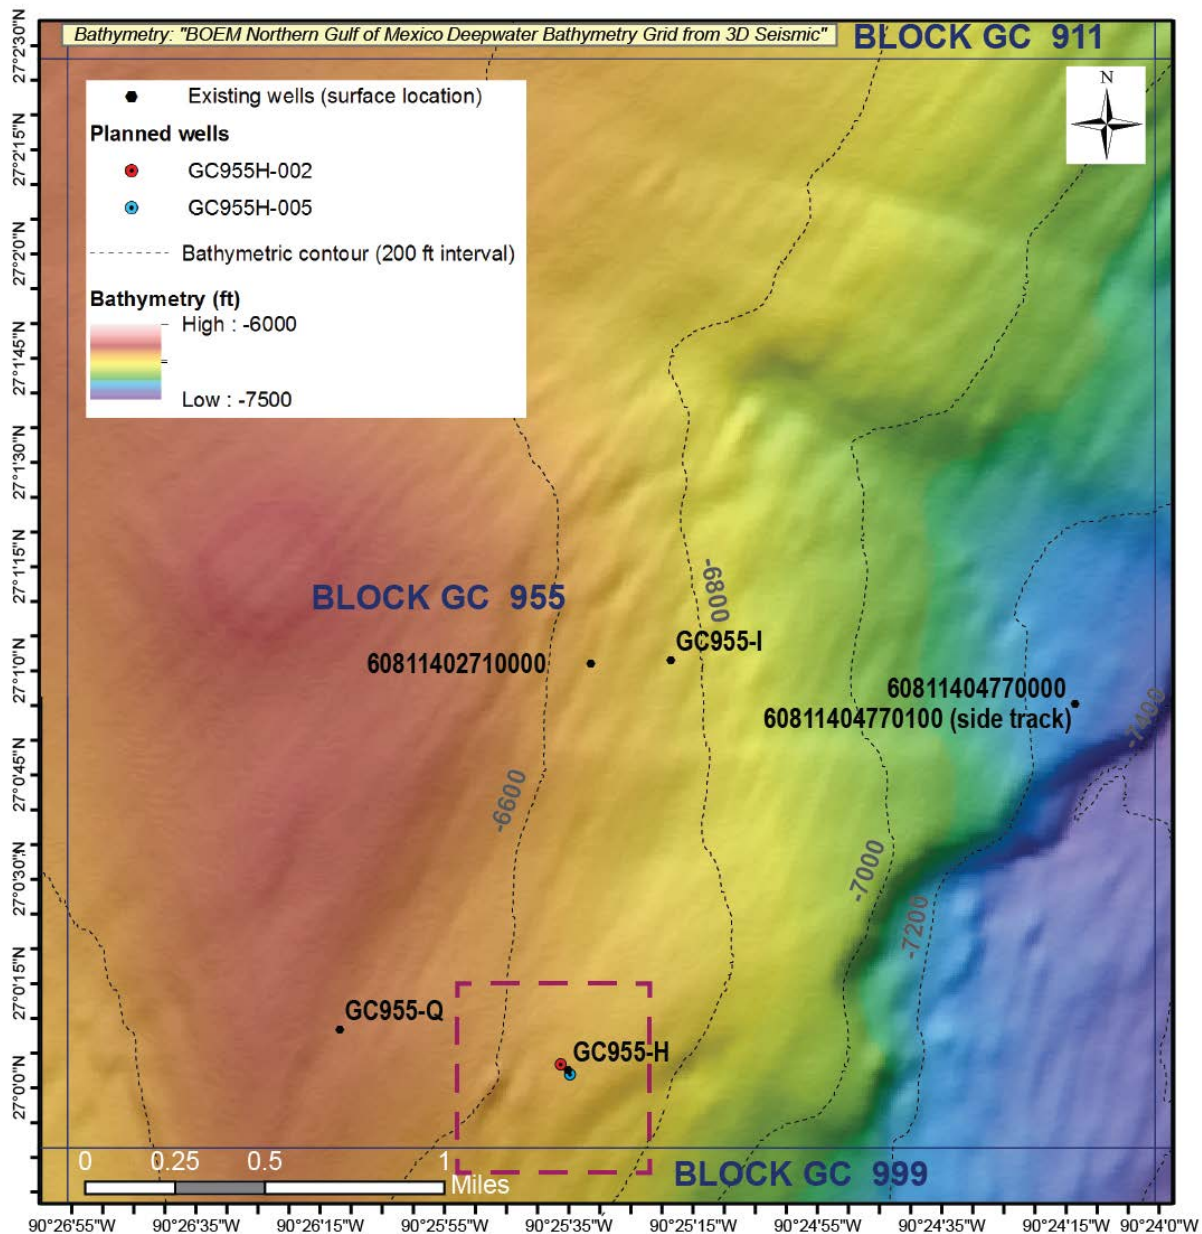 Bathymetry: "BOEM Northern Gulf of Mexico Deepwater Bathymetry Grid from 3D Seismic"
BLOCK GC 911
Existing wells (surface location)
Planned wells
GC955H-002
GC955H-005
Bathymetric contour (200 ft interval)
Bathymetry (ft)
High : -6000
Low : -7500
N
BLOCK GC 955
-6800
GC955-I
60811402710000
60811404770000
60811404770100 (side track)
-7400
-6600
-7000
-7200
GC955-Q
GC955-H
0 0.25 0.5 1
Miles
BLOCK GC 999
27°2'30"N
27°2'15"N
27°2'0"N
27°1'45"N
27°1'30"N
27°1'15"N
27°1'0"N
27°0'45"N
27°0'30"N
27°0'15"N
27°0'0"N
90°26'55"W 90°26'35"W 90°26'15"W 90°25'55"W 90°25'35"W 90°25'15"W 90°24'55"W 90°24'35"W 90°24'15"W 90°24'0"W